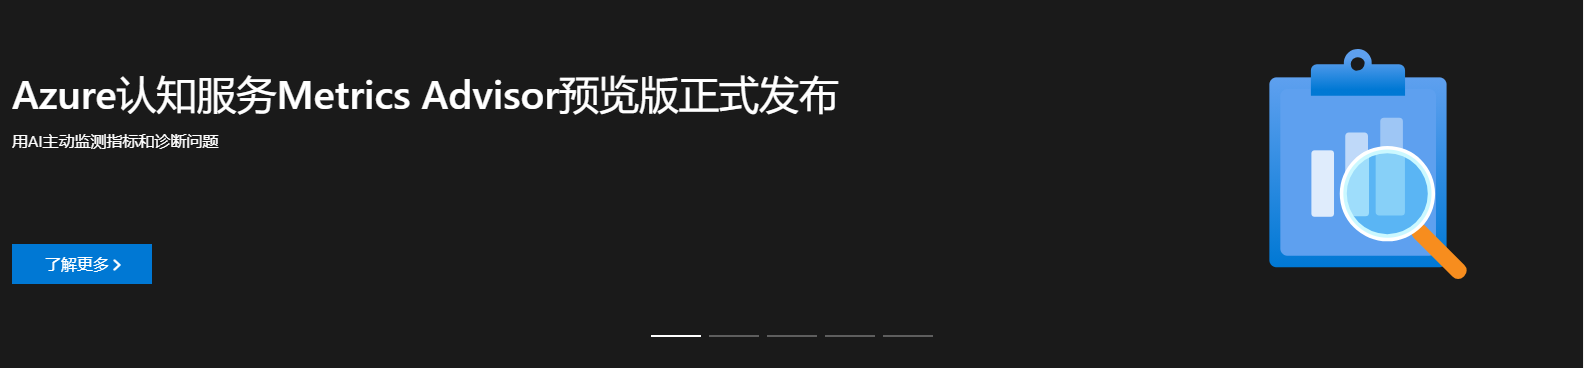 Azure认知服务Metrics Advisor预览版正式发布
用AI主动监测指标和诊断问题
了解更多